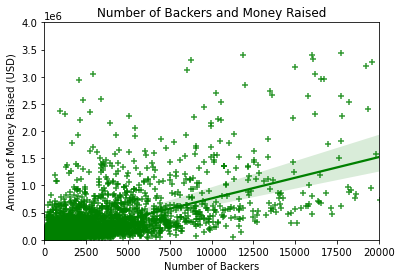 Number of Backers and Money Raised
1e6
4.0
3.5
3.0
2.5
2.0
1.5
1.0
0.5
0.0
Amount of Money Raised (USD)
0 2500 5000 7500 10000 12500 15000 17500 20000
Number of Backers